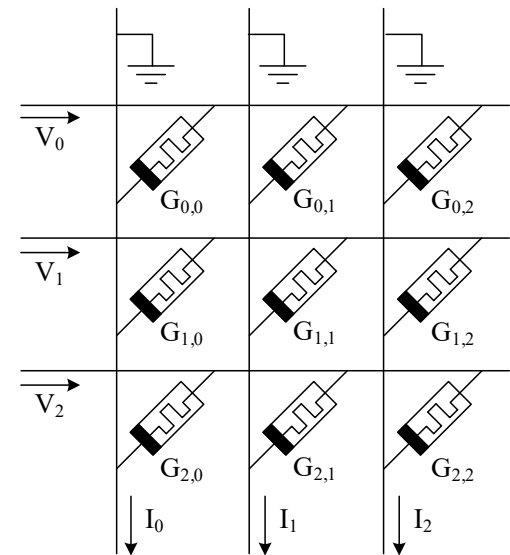 V0
G0,0 G0,1 G0,2
V1
G1,0 G1,1 G1,2
V2
G2,0 G2,1 G2,2
I0 I1 I2